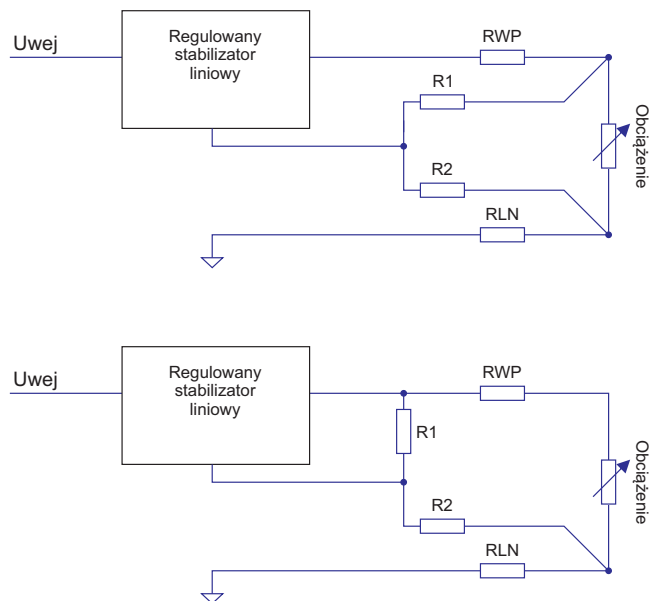 Uwej
Regulowany
stabilizator
liniowy
RWP
R1
Obciążenie
R2
RLN
Uwej
Regulowany
stabilizator
liniowy
RWP
R1
Obciążenie
R2
RLN